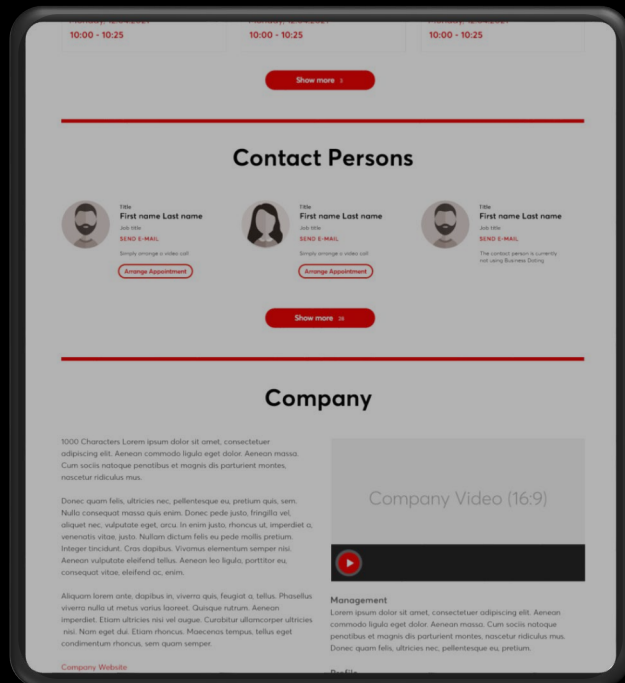 10:00 - 10:25
10:00 - 10:25
10:00 - 10:25
Show more 3
Contact Persons
Title
First name Last name
Job title
SEND E-MAIL
Simply arrange a video call
Arrange Appointment
Title
First name Last name
Job title
SEND E-MAIL
Simply arrange a video call
Arrange Appointment
Title
First name Last name
Job title
SEND E-MAIL
The contact person is currently
not using Business Dating
Show more
Company
1000 Characters Lorem ipsum dolor sit amet, consectetuer
adipiscing elit. Aenean commodo ligula eget dolor. Aenean massa.
Cum sociis natoque penatibus et magnis dis parturient montes,
nascetur ridiculus mus.
Donec quam felis, ultricies nec, pellentesque eu, pretium quis, sem.
Nulla consequat massa quis enim. Donec pede justo, fringilla vel,
aliquet nec, vulputate eget, arcu. In enim justo, rhoncus ut, imperdiet a,
venenatis vitae, justo. Nullam dictum felis eu pede mollis pretium.
Integer tincidunt. Cras dapibus. Vivamus elementum semper nisi.
Aenean vulputate eleifend tellus. Aenean leo ligula, porttitor eu,
consequat vitae, eleifend ac, enim.
Aliquam lorem ante, dapibus in, viverra quis, feugiat a, tellus. Phasellus
viverra nulla ut metus varius laoreet. Quisque rutrum. Aenean
imperdiet. Etiam ultricies nisi vel augue. Curabitur ullamcorper ultricies
nisi. Nam eget dui. Etiam rhoncus. Maecenas tempus, tellus eget
condimentum rhoncus, sem quam semper.
Company Website
Company Video (16:9)
Management
Lorem ipsum dolor sit amet, consectetuer adipiscing elit. Aenean
commodo ligula eget dolor. Aenean massa. Cum sociis natoque
penatibus et magnis dis parturient montes, nascetur ridiculus mus.
Donec quam felis, ultricies nec, pellentesque eu, pretium.
Profile